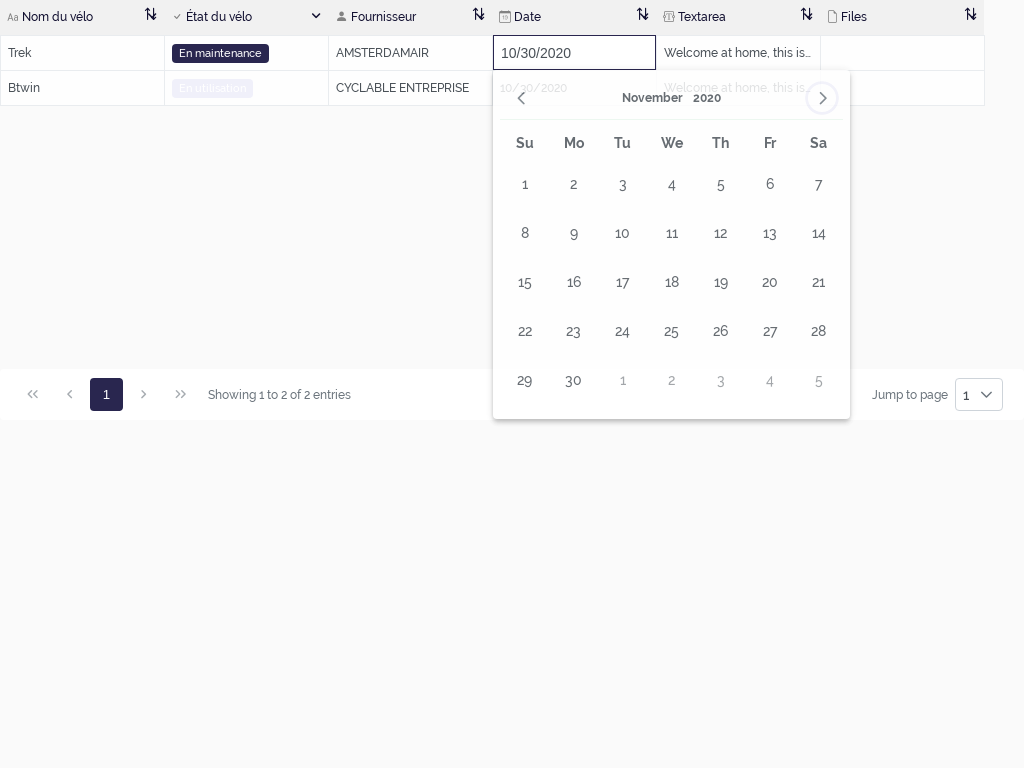 Aa Nom du vélo État du vélo Fournisseur Date Textarea Files
Trek En maintenance AMSTERDAMAIR 10/30/2020 Welcome at home, this is...
Btwin En utilisation CYCLABLE ENTREPRISE 10/30/2020 Welcome at home, this is...
November 2020
Su Mo Tu We Th Fr Sa
1 2 3 4 5 6 7
8 9 10 11 12 13 14
15 16 17 18 19 20 21
22 23 24 25 26 27 28
29 30 1 2 3 4 5
1 Showing 1 to 2 of 2 entries Jump to page 1